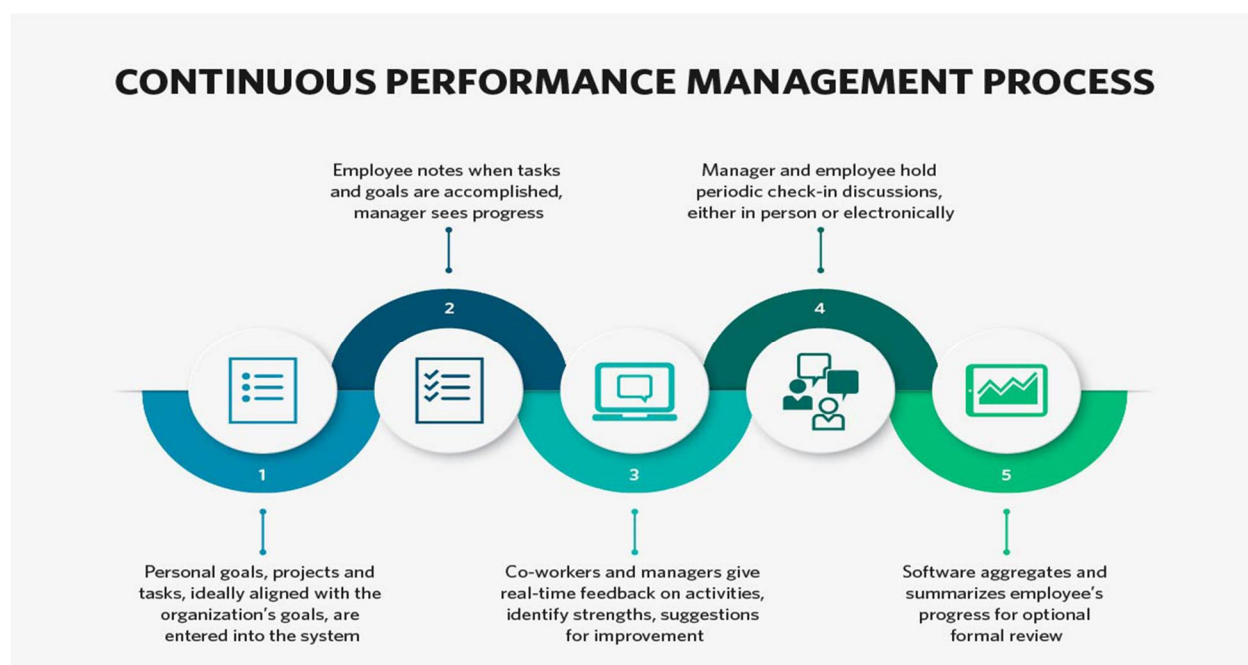 CONTINUOUS PERFORMANCE MANAGEMENT PROCESS
1
Personal goals, projects and
tasks, ideally aligned with the
organization's goals, are
entered into the system
2
Employee notes when tasks
and goals are accomplished,
manager sees progress
3
Co-workers and managers give
real-time feedback on activities,
identify strengths, suggestions
for improvement
4
Manager and employee hold
periodic check-in discussions,
either in person or electronically
5
Software aggregates and
summarizes employee's
progress for optional
formal review